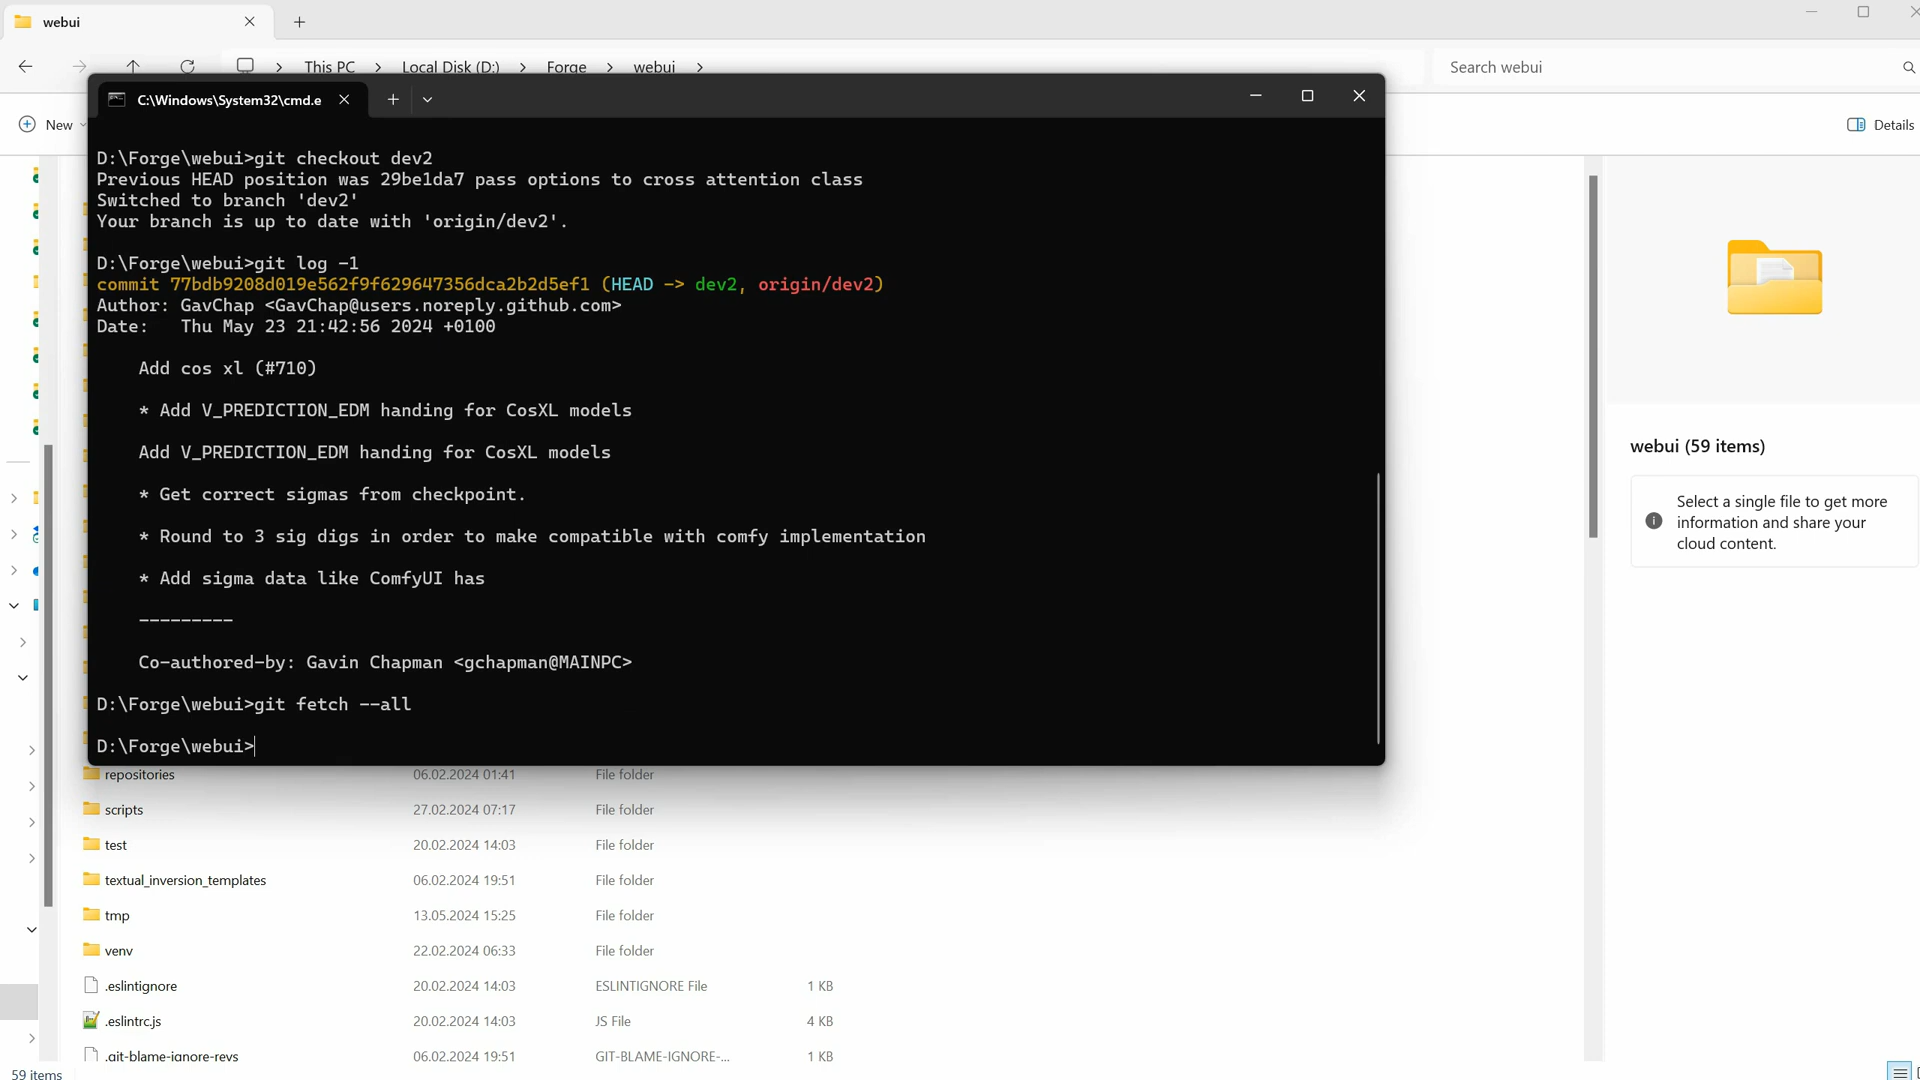 webui
This PC
Local Disk (D:)
Forge
webui
Search webui
New
Details
C:\Windows\System32\cmd.e
D:\Forge\webui>git checkout dev2
Previous HEAD position was 29be1da7 pass options to cross attention class
Switched to branch 'dev2'
Your branch is up to date with 'origin/dev2'.
D:\Forge\webui>git log -1
commit 77bdb9208d019e562f9f629647356dca2b2d5ef1 (HEAD -> dev2, origin/dev2)
Author: GavChap <GavChap@users.noreply.github.com>
Date:   Thu May 23 21:42:56 2024 +0100
Add cos xl (#710)
* Add V_PREDICTION_EDM handing for CosXL models
Add V_PREDICTION_EDM handing for CosXL models
* Get correct sigmas from checkpoint.
* Round to 3 sig digs in order to make compatible with comfy implementation
* Add sigma data like ComfyUI has
---------
Co-authored-by: Gavin Chapman <gchapman@MAINPC>
D:\Forge\webui>git fetch --all
D:\Forge\webui>
webui (59 items)
Select a single file to get more
information and share your
cloud content.
repositories 06.02.2024 01:41 File folder
scripts 27.02.2024 07:17 File folder
test 20.02.2024 14:03 File folder
textual_inversion_templates 06.02.2024 19:51 File folder
tmp 13.05.2024 15:25 File folder
venv 22.02.2024 06:33 File folder
.eslintignore 20.02.2024 14:03 ESLINTIGNORE File 1 KB
.eslintrc.js 20.02.2024 14:03 JS File 4 KB
.git-blame-ignore-revs 06.02.2024 19:51 GIT-BLAME-IGNORE-... 1 KB
59 items